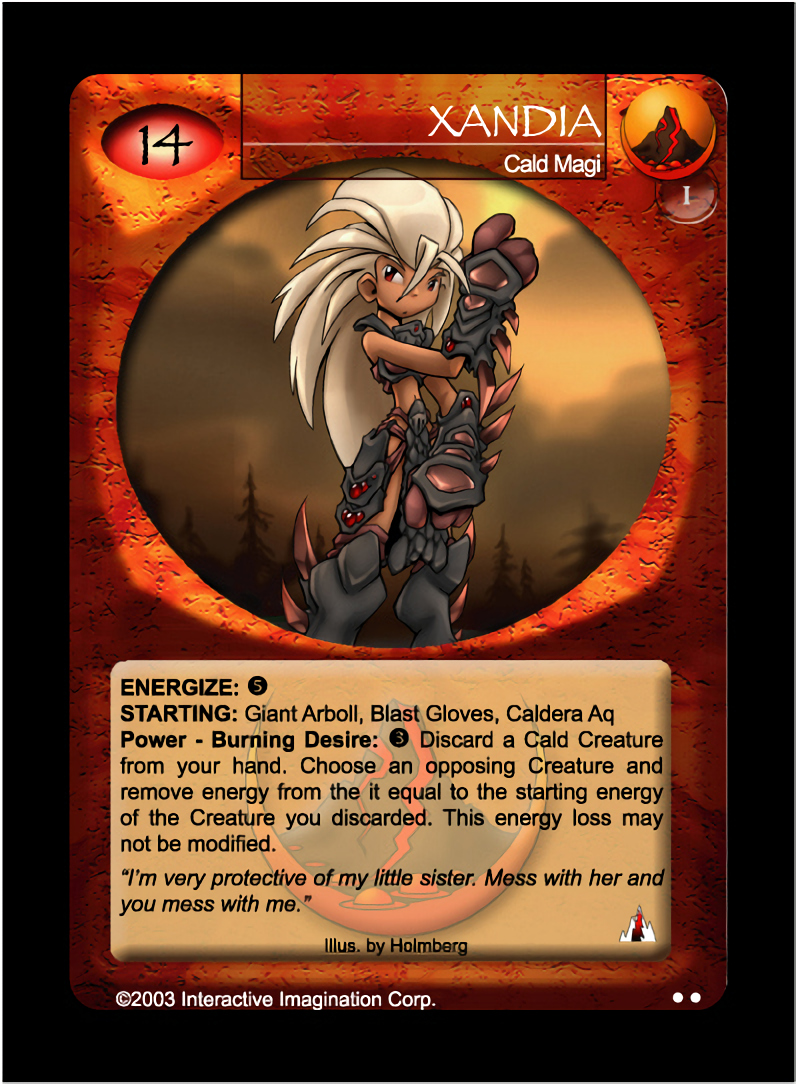 14
XANDIA
Cald Magi
I
ENERGIZE: ❺
STARTING: Giant Arboll, Blast Gloves, Caldera Aq
Power - Burning Desire: ❸ Discard a Cald Creature
from your hand. Choose an opposing Creature and
remove energy from the it equal to the starting energy
of the Creature you discarded. This energy loss may
not be modified.
“I’m very protective of my little sister. Mess with her and
you mess with me.”
Illus. by Holmberg
©2003 Interactive Imagination Corp.